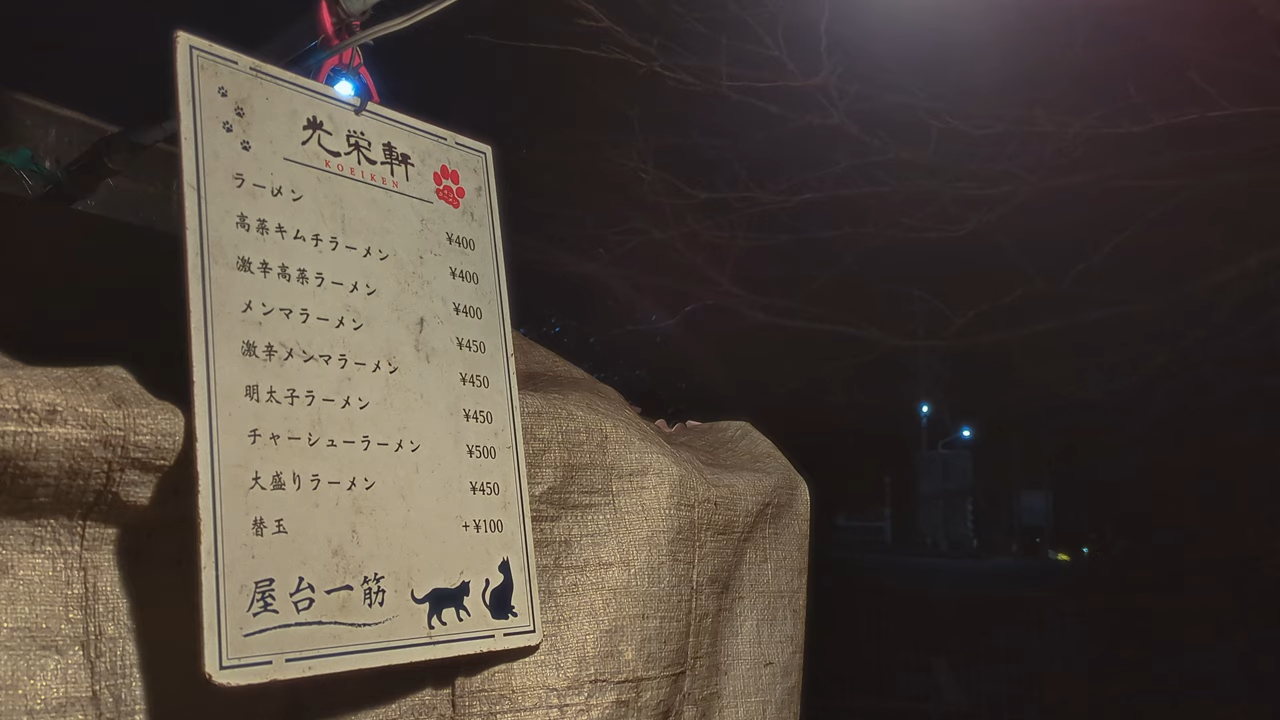 光栄軒
KOEIKEN
ラーメン ¥400
高菜キムチラーメン ¥400
激辛高菜ラーメン ¥400
メンマラーメン ¥450
激辛メンマラーメン ¥450
明太子ラーメン ¥450
チャーシューラーメン ¥500
大盛りラーメン ¥450
替玉 +¥100
屋台一筋